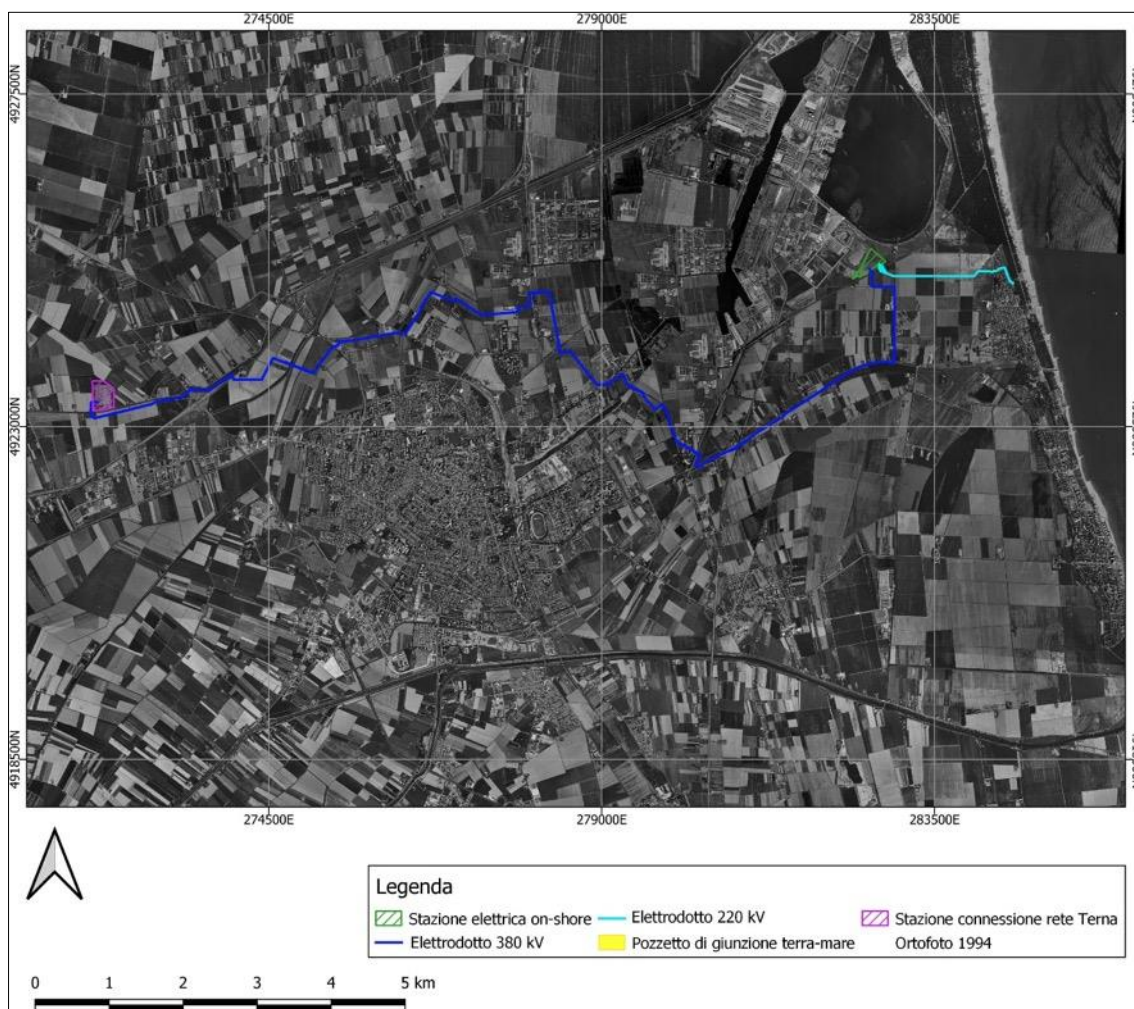 274500E 279000E 283500E
4927500N
4923000N
4918500N
274500E 279000E 283500E
Legenda
Stazione elettrica on-shore Elettrodotto 220 kV Stazione connessione rete Terna
Elettrodotto 380 kV Pozzetto di giunzione terra-mare Ortofoto 1994
0 1 2 3 4 5 km